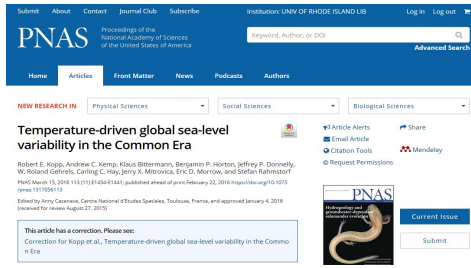 Submit About Contact Journal Club Subscribe Institution: UNIV OF RHODE ISLAND LIB Log in Log out
PNAS
Proceedings of the
National Academy of Sciences
of the United States of America
Keyword, Author, or DOI
Advanced Search
Home Articles Front Matter News Podcasts Authors
NEW RESEARCH IN Physical Sciences Social Sciences Biological Sciences
Temperature-driven global sea-level
variability in the Common Era
Robert E. Kopp, Andrew C. Kemp, Klaus Bittermann, Benjamin P. Horton, Jeffrey P. Donnelly,
W. Roland Gehrels, Carling C. Hay, Jerry X. Mitrovica, Eric D. Morrow, and Stefan Rahmstorf
PNAS March 15, 2016 113 (11) E1434-E1441; published ahead of print February 22, 2016 https://doi.org/10.1073
/pnas.1517056113
Edited by Anny Cazenave, Centre National d'Etudes Spatiales, Toulouse, France, and approved January 4, 2016
(received for review August 27, 2015)
This article has a correction. Please see:
Correction for Kopp et al., Temperature-driven global sea-level variability in the Commo
n Era
Article Alerts Share
Email Article
Citation Tools Mendeley
Request Permissions
PNAS
Hydrogeology and
groundwater-dependent
salamander evolution
Current Issue
Submit